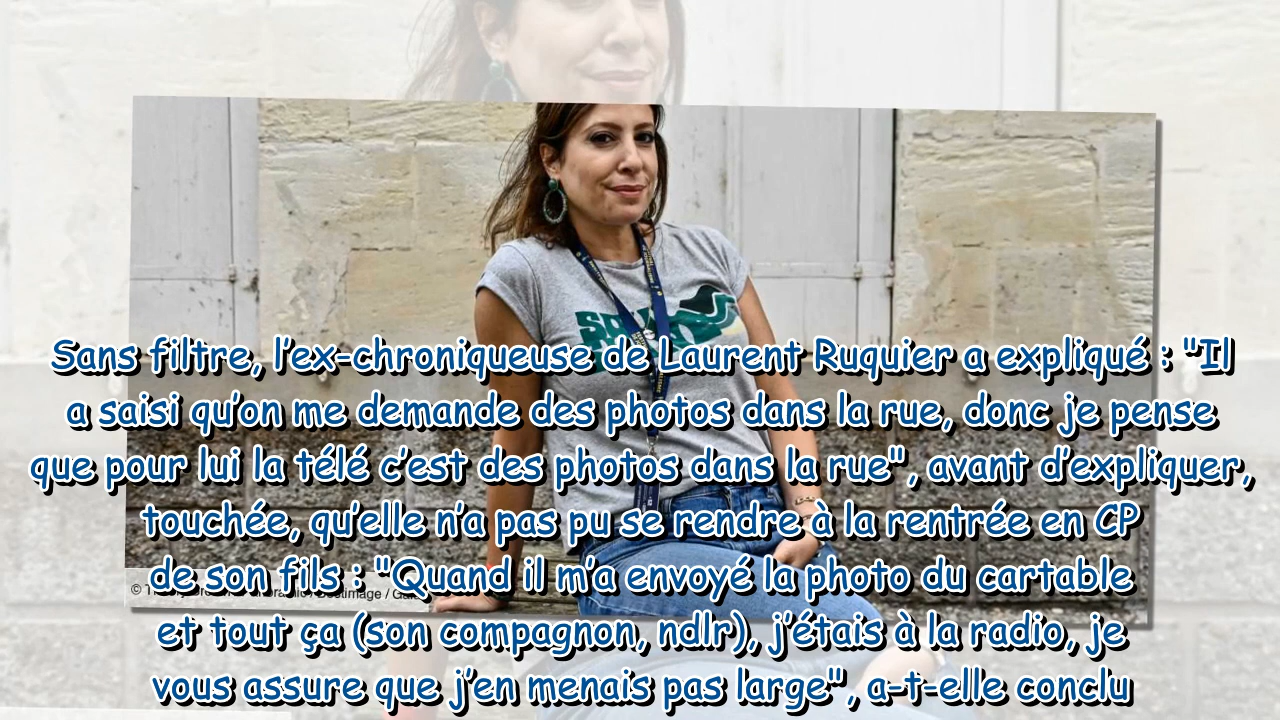 Sans filtre, l'ex-chroniqueuse de Laurent Ruquier a expliqué : "Il
a saisi qu'on me demande des photos dans la rue, donc je pense
que pour lui la télé c'est des photos dans la rue", avant d'expliquer,
touchée, qu'elle n'a pas pu se rendre à la rentrée en CP
de son fils : "Quand il m'a envoyé la photo du cartable
et tout ça (son compagnon, ndlr), j'étais à la radio, je
vous assure que j'en menais pas large", a-t-elle conclu